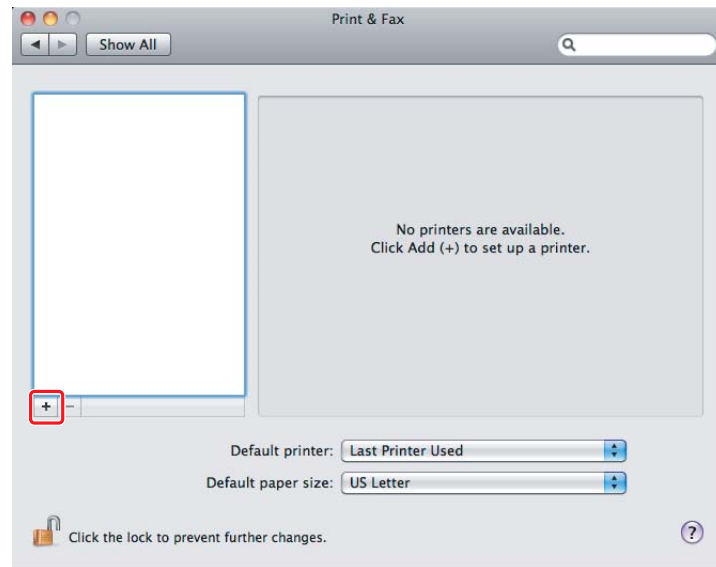 Print & Fax
Show All
No printers are available.
Click Add (+) to set up a printer.
+ −
Default printer: Last Printer Used
Default paper size: US Letter
Click the lock to prevent further changes.
?